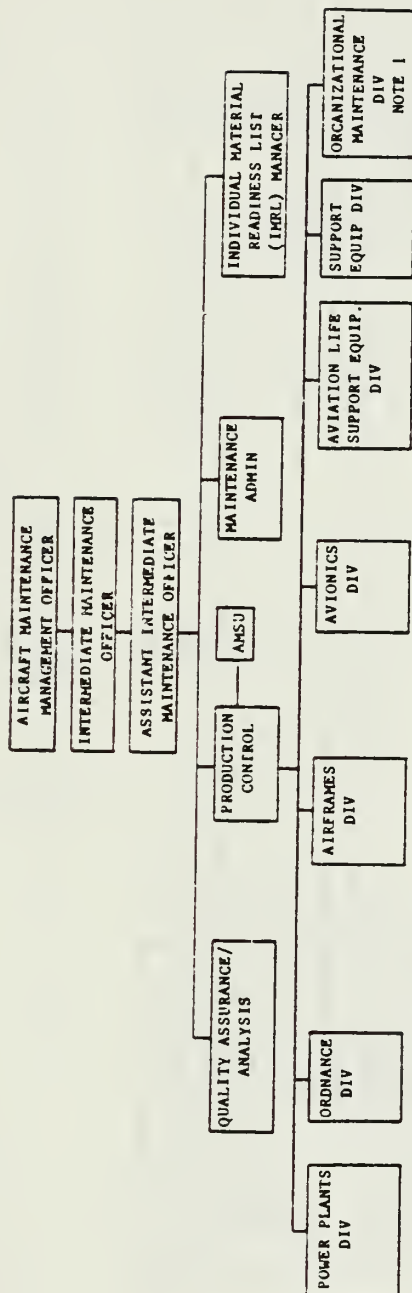 AIRCRAFT MAINTENANCE
MANAGEMENT OFFICER
INTERMEDIATE MAINTENANCE
OFFICER
ASSISTANT INTERMEDIATE
MAINTENANCE OFFICER
QUALITY ASSURANCE/
ANALYSIS
PRODUCTION
CONTROL
AMSU
MAINTENANCE
ADMIN
INDIVIDUAL MATERIAL
READINESS LIST
(IMRL) MANAGER
POWER PLANTS
DIV
ORDNANCE
DIV
AIRFRAMES
DIV
AVIONICS
DIV
AVIATION LIFE
SUPPORT EQUIP.
DIV
SUPPORT
EQUIP DIV
ORGANIZATIONAL
MAINTENANCE
DIV
NOTE 1